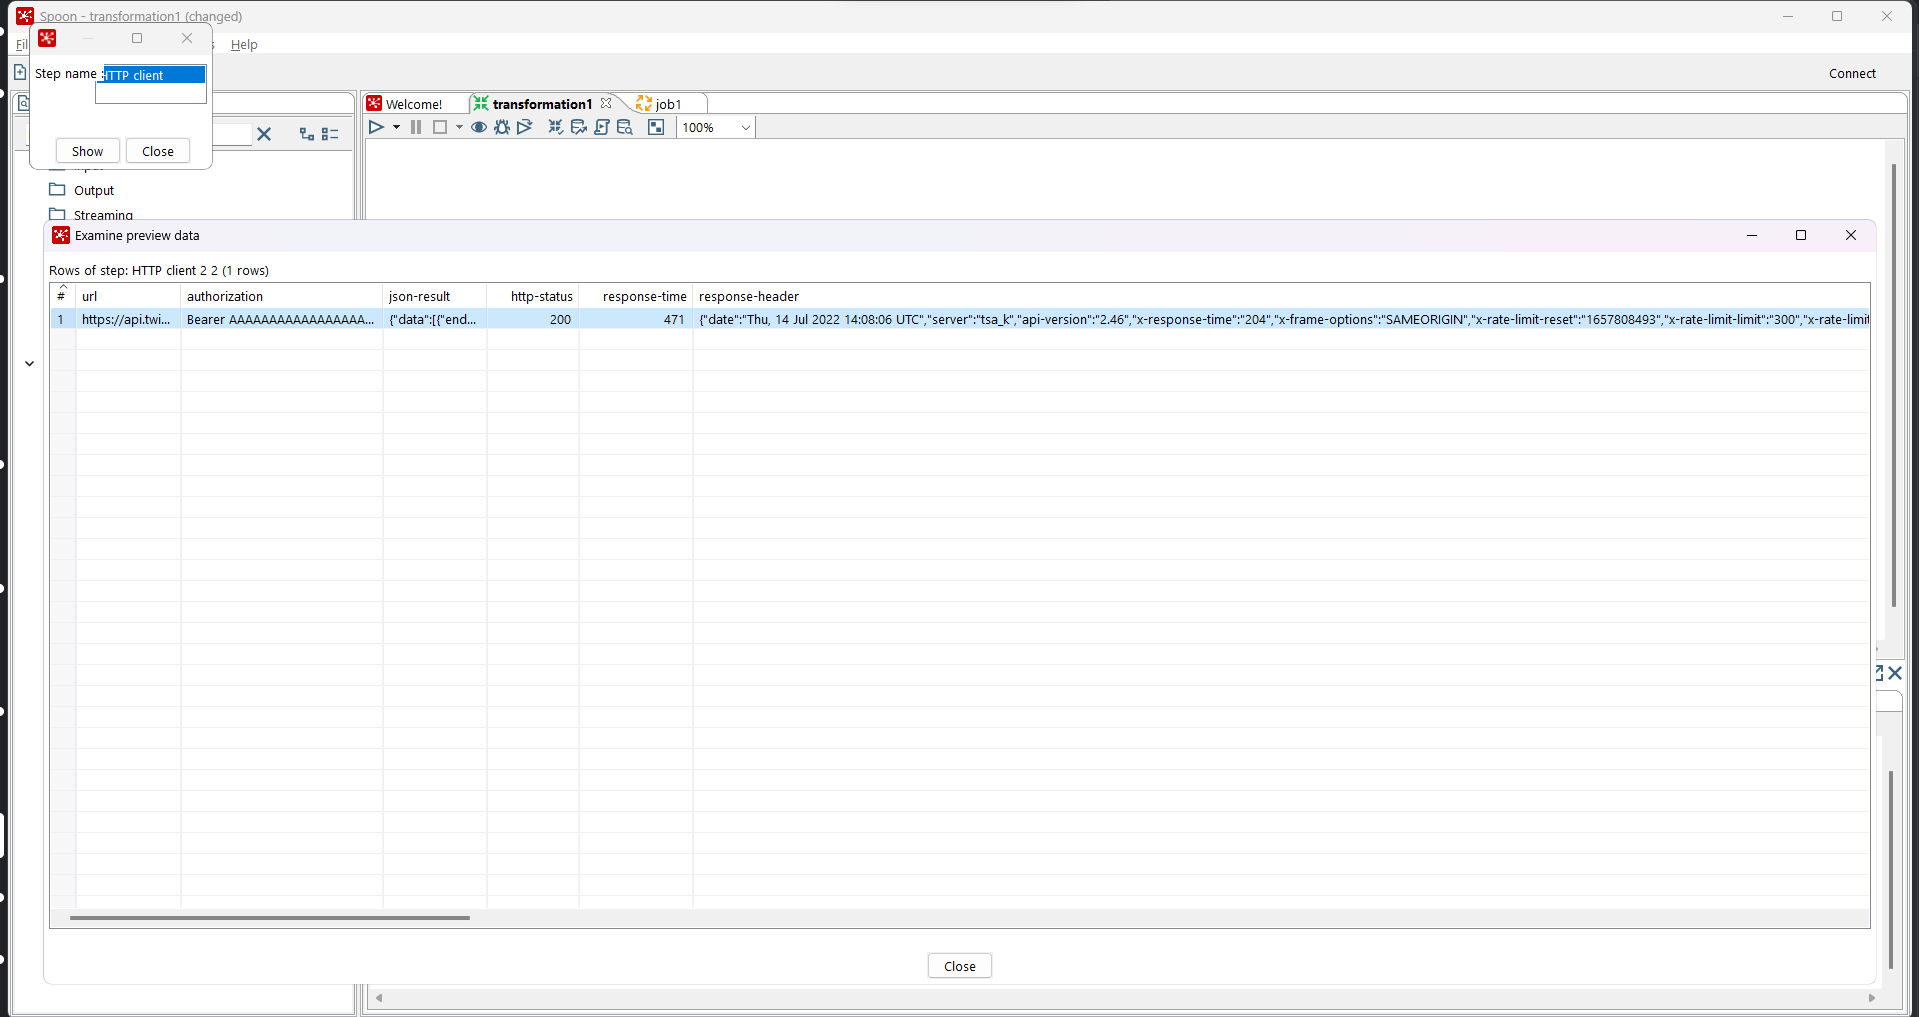 Spoon - transformation1 (changed)
Help
Step name
HTTP client
Connect
Welcome!
transformation1
job1
100%
Show
Close
Output
Streaming
Examine preview data
Rows of step: HTTP client 2 2 (1 rows)
# url authorization json-result http-status response-time response-header
1 https://api.twi... Bearer AAAAAAAAAAAAAAAAA... {"data":[{"end... 200 471 {"date":"Thu, 14 Jul 2022 14:08:06 UTC","server":"tsa_k","api-version":"2.46","x-response-time":"204","x-frame-options":"SAMEORIGIN","x-rate-limit-reset":"1657808493","x-rate-limit-limit":"300","x-rate-limit
Close